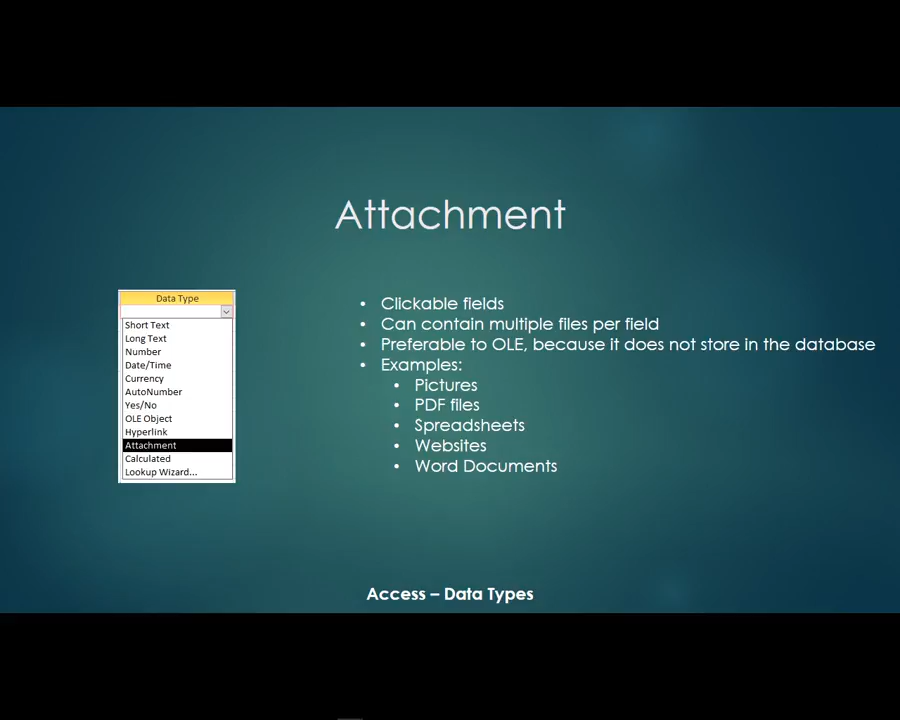 Attachment
Data Type
Short Text
Long Text
Number
Date/Time
Currency
AutoNumber
Yes/No
OLE Object
Hyperlink
Attachment
Calculated
Lookup Wizard...
• Clickable fields
• Can contain multiple files per field
• Preferable to OLE, because it does not store in the database
• Examples:
• Pictures
• PDF files
• Spreadsheets
• Websites
• Word Documents
Access – Data Types